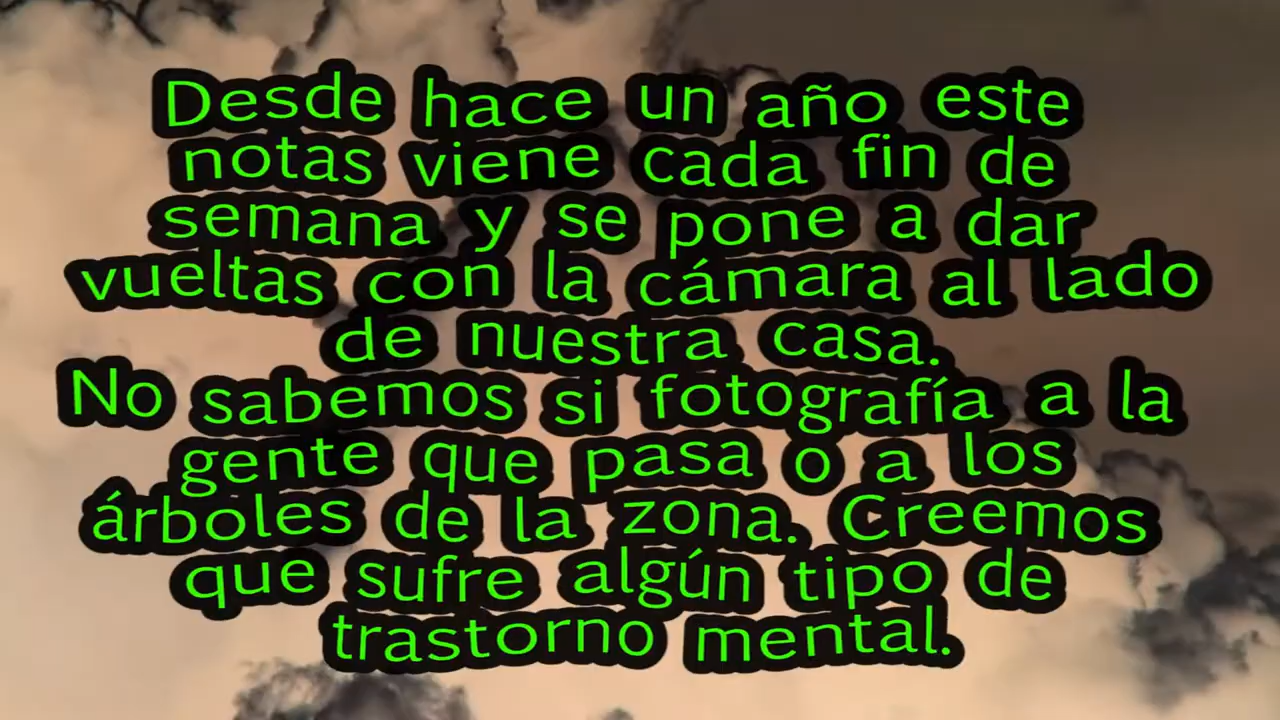 Desde hace un año este
notas viene cada fin de
semana y se pone a dar
vueltas con la cámara al lado
de nuestra casa.
No sabemos si fotografía a la
gente que pasa o a los
árboles de la zona. Creemos
que sufre algún tipo de
trastorno mental.